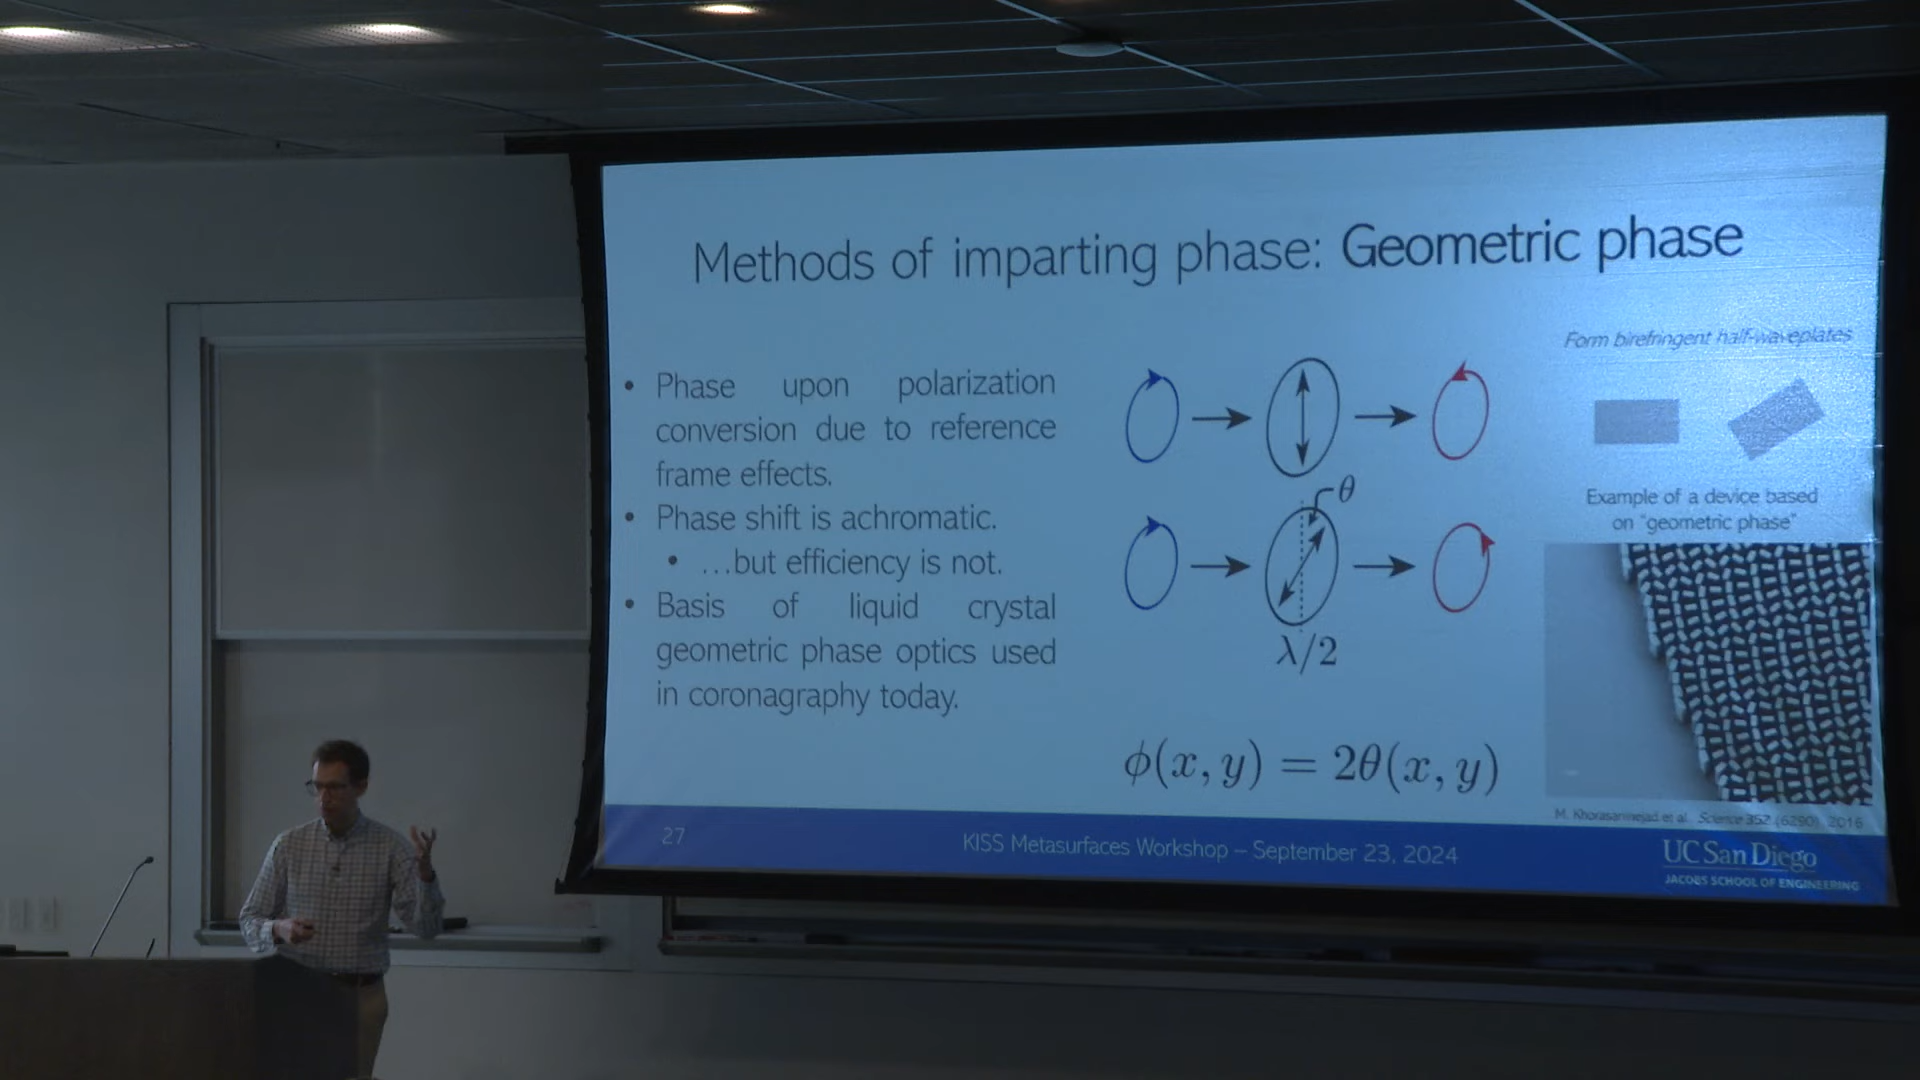 Methods of imparting phase: Geometric phase
• Phase upon polarization
conversion due to reference
frame effects.
• Phase shift is achromatic.
• …but efficiency is not.
• Basis of liquid crystal
geometric phase optics used
in coronagraphy today.
θ
λ/2
ϕ(x, y) = 2θ(x, y)
Form birefringent half-waveplates
Example of a device based
on “geometric phase”
M. Khorasaninejad et al. Science 352 (6290) 2016
27
KISS Metasurfaces Workshop – September 23, 2024
UC San Diego
JACOBS SCHOOL OF ENGINEERING